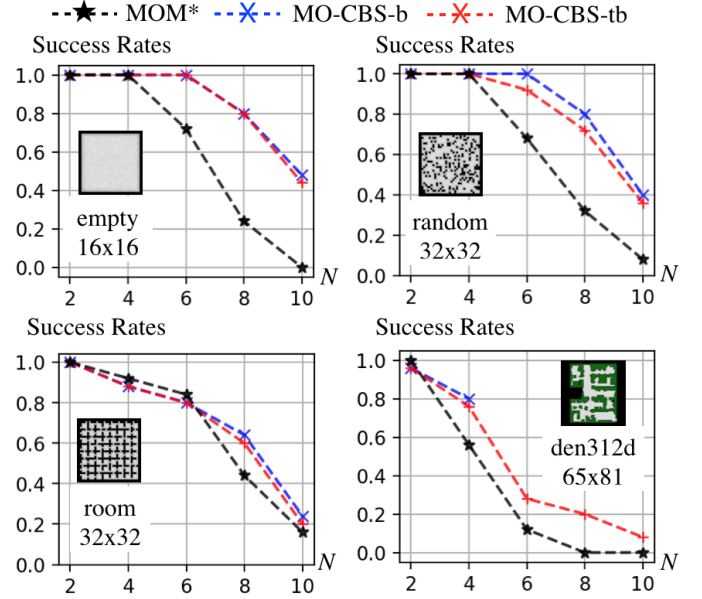 MOM* MO-CBS-b MO-CBS-tb
Success Rates
1.0
0.8
0.6
0.4
0.2
0.0
empty
16x16
2 4 6 8 10 N
Success Rates
1.0
0.8
0.6
0.4
0.2
0.0
random
32x32
2 4 6 8 10 N
Success Rates
1.0
0.8
0.6
0.4
0.2
0.0
room
32x32
2 4 6 8 10 N
Success Rates
1.0
0.8
0.6
0.4
0.2
0.0
den312d
65x81
2 4 6 8 10 N